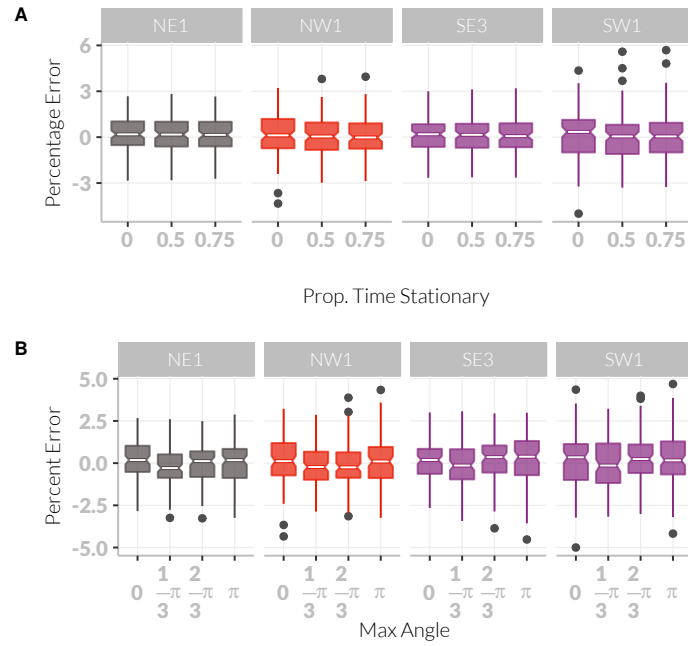 A
NE1 NW1 SE3 SW1
Percentage Error
6
3
0
-3
0 0.5 0.75 0 0.5 0.75 0 0.5 0.75 0 0.5 0.75
Prop. Time Stationary
B
NE1 NW1 SE3 SW1
Percent Error
5.0
2.5
0.0
-2.5
-5.0
0 1/3 π 2/3 π π 0 1/3 π 2/3 π π 0 1/3 π 2/3 π π 0 1/3 π 2/3 π π
Max Angle